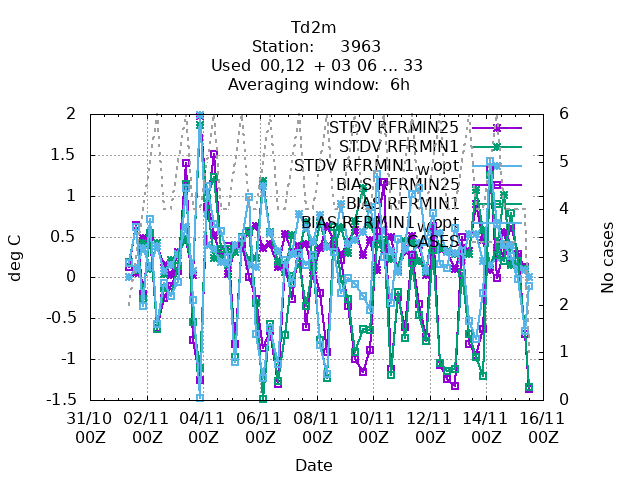 Td2m
Station: 3963
Used 00,12 + 03 06 ... 33
Averaging window: 6h
deg C
No cases
2
1.5
1
0.5
0
-0.5
-1
-1.5
6
5
4
3
2
1
0
STDV RFRMIN25
STDV RFRMIN1
STDV RFRMIN1_w_opt
BIAS RFRMIN25
BIAS RFRMIN1
BIAS RFRMIN1_w_opt
CASES
31/10 02/11 04/11 06/11 08/11 10/11 12/11 14/11 16/11
00Z 00Z 00Z 00Z 00Z 00Z 00Z 00Z 00Z
Date